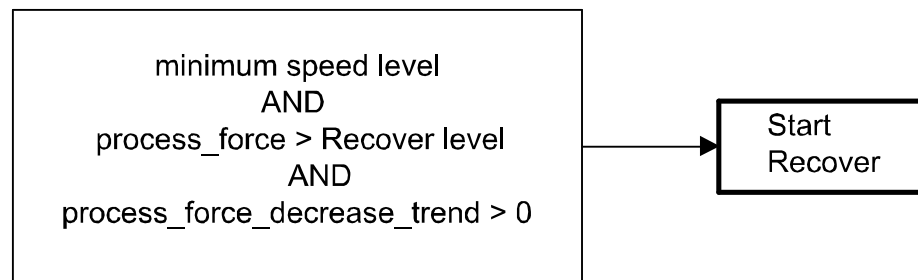 minimum speed level
AND
process_force > Recover level
AND
process_force_decrease_trend > 0
Start
Recover